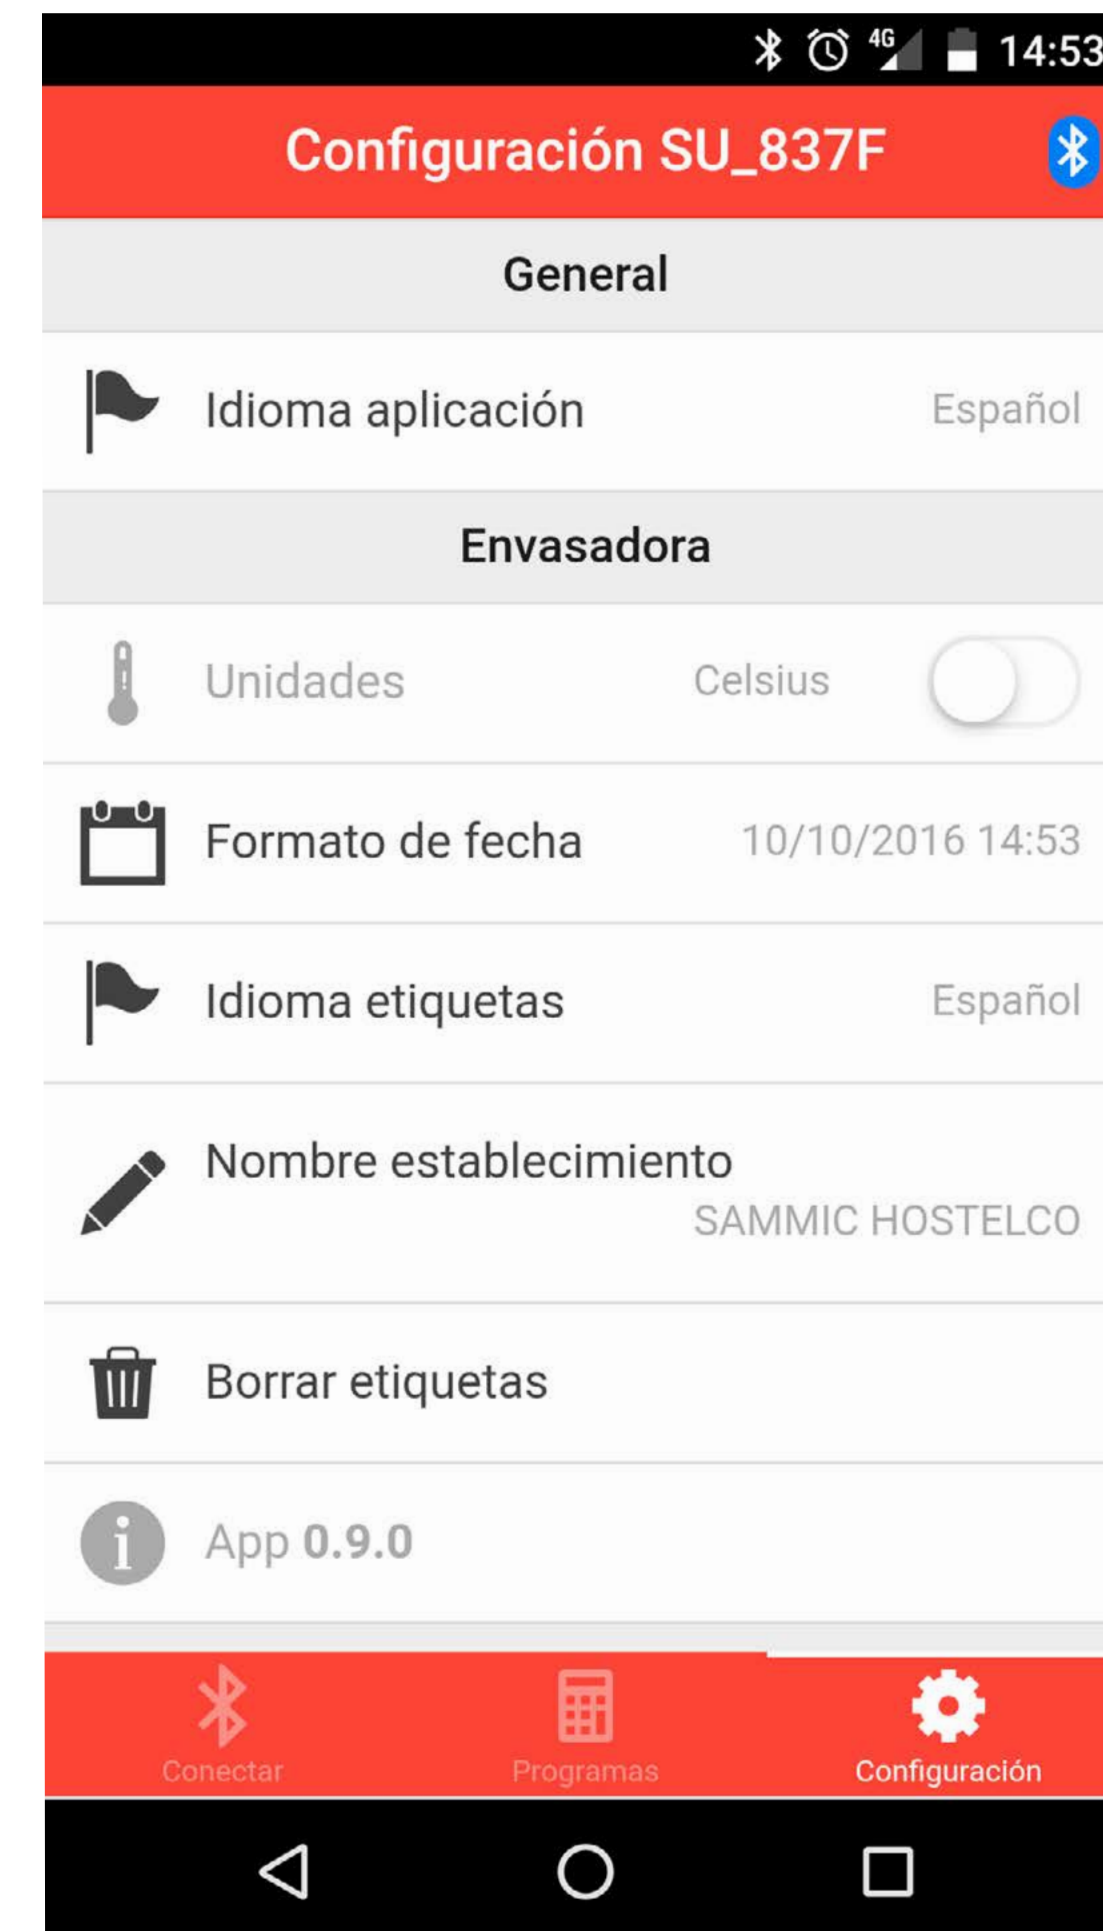 4G 14:53
Configuración SU_837F
General
Idioma aplicación Español
Envasadora
Unidades Celsius
Formato de fecha 10/10/2016 14:53
Idioma etiquetas Español
Nombre establecimiento
SAMMIC HOSTELCO
Borrar etiquetas
App 0.9.0
Conectar Programas Configuración